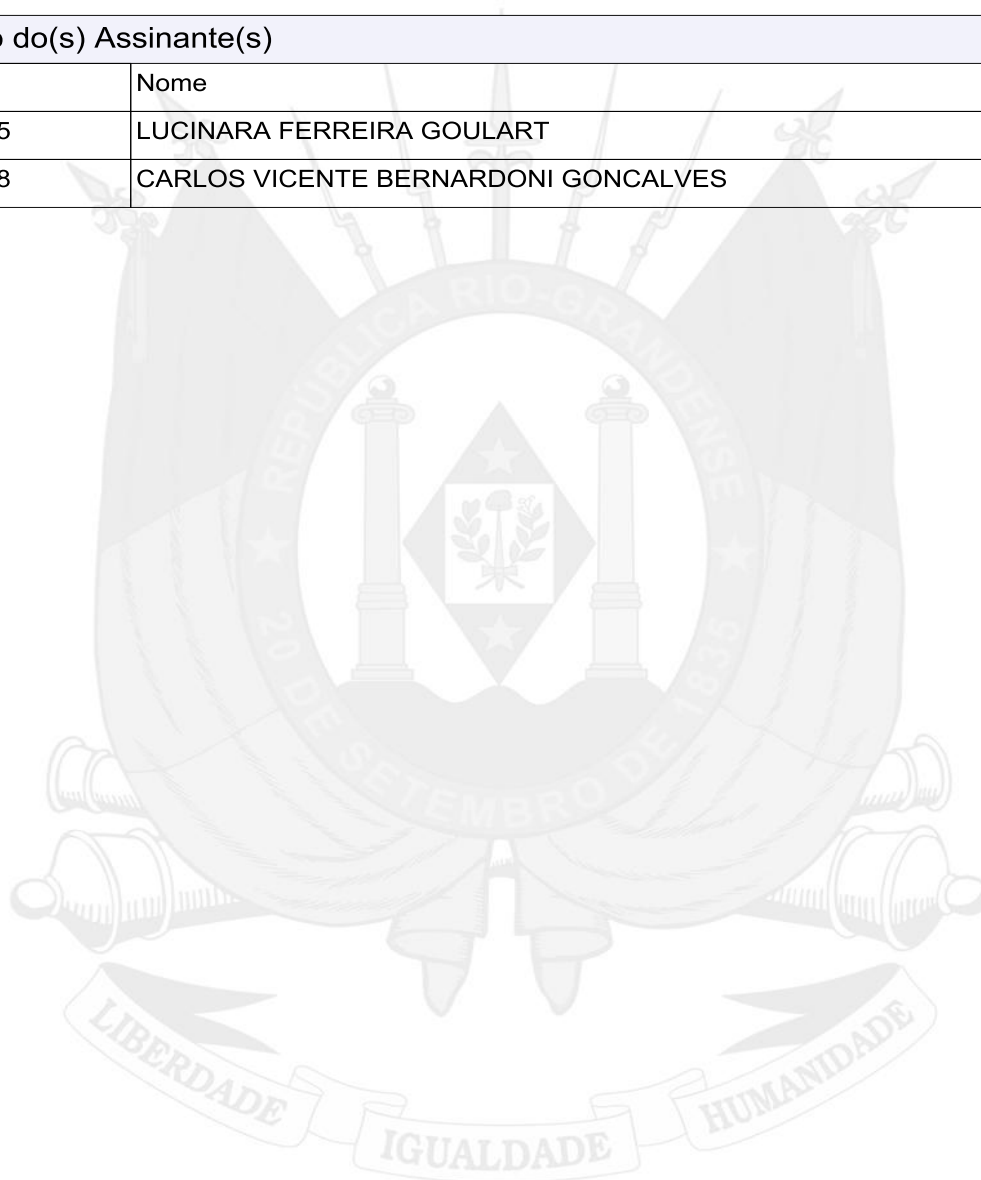 o do(s) Assinante(s)
Nome
5 LUCINARA FERREIRA GOULART
8 CARLOS VICENTE BERNARDONI GONCALVES
REPÚBLICA RIO-GRANDENSE
20 DE SETEMBRO DE 1835
LIBERDADE IGUALDADE HUMANIDADE